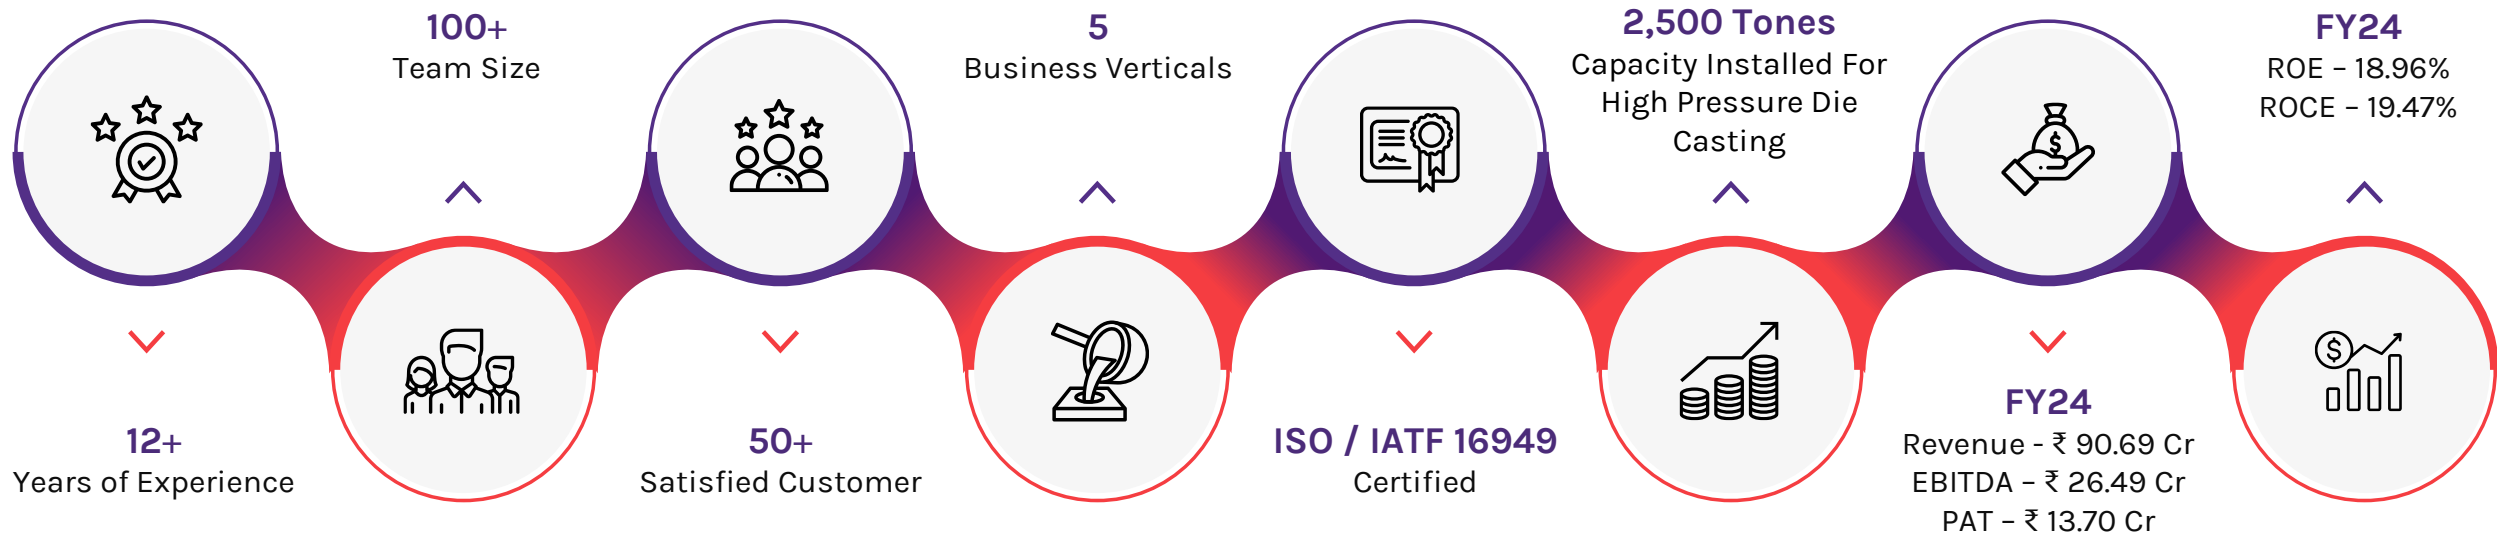 12+
Years of Experience
100+
Team Size
50+
Satisfied Customer
5
Business Verticals
ISO / IATF 16949
Certified
2,500 Tones
Capacity Installed For
High Pressure Die
Casting
FY24
Revenue - ₹ 90.69 Cr
EBITDA – ₹ 26.49 Cr
PAT – ₹ 13.70 Cr
FY24
ROE – 18.96%
ROCE – 19.47%